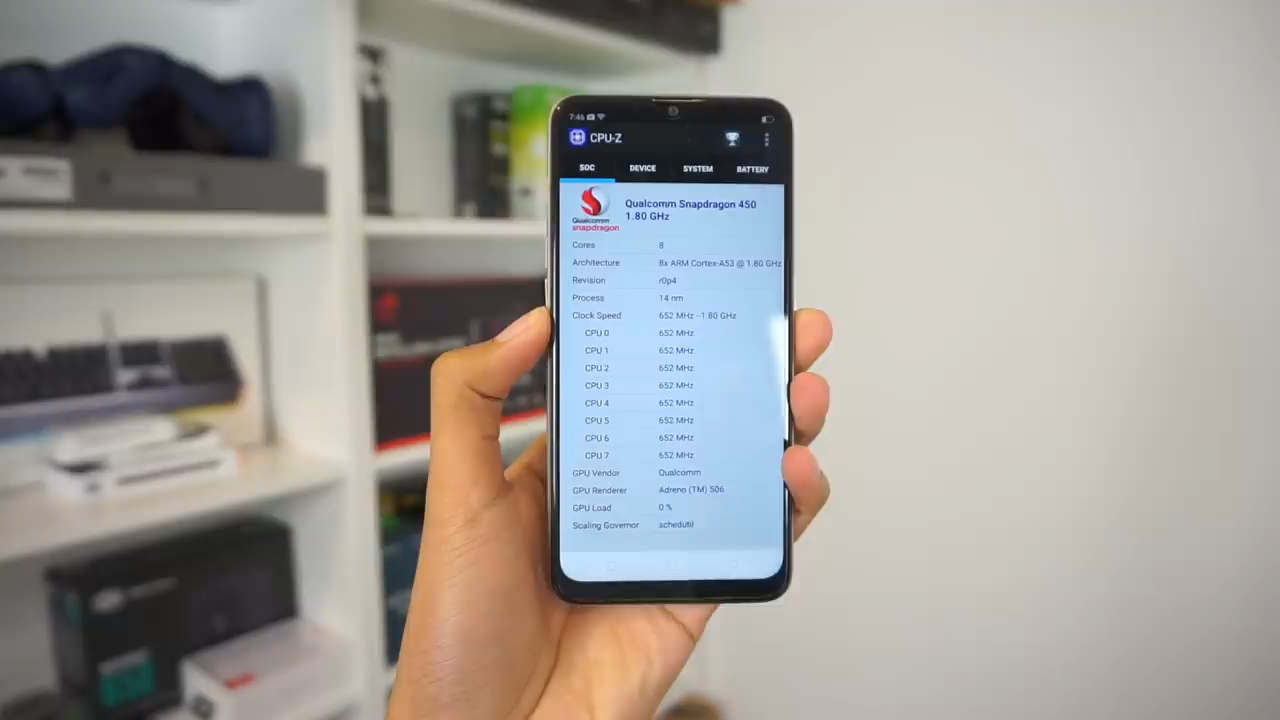 7:46
CPU-Z
SOC DEVICE SYSTEM BATTERY
Qualcomm snapdragon
Qualcomm Snapdragon 450
1.80 GHz
Cores 8
Architecture 8x ARM Cortex-A53 @ 1.80 GHz
Revision r0p4
Process 14 nm
Clock Speed 652 MHz - 1.80 GHz
CPU 0 652 MHz
CPU 1 652 MHz
CPU 2 652 MHz
CPU 3 652 MHz
CPU 4 652 MHz
CPU 5 652 MHz
CPU 6 652 MHz
CPU 7 652 MHz
GPU Vendor Qualcomm
GPU Renderer Adreno (TM) 506
GPU Load 0 %
Scaling Governor schedutil